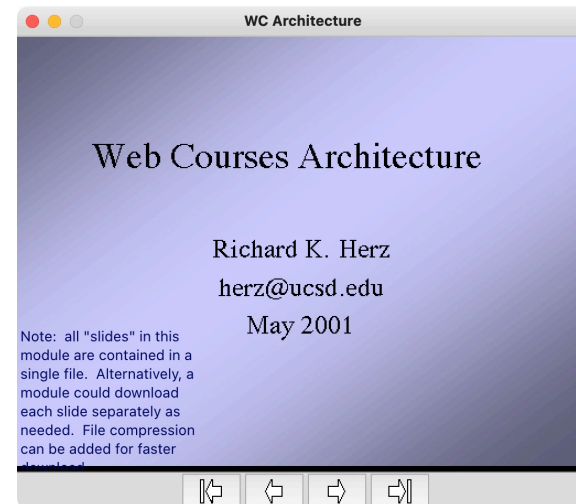 WC Architecture
Web Courses Architecture
Richard K. Herz
herz@ucsd.edu
May 2001
Note:  all "slides" in this
module are contained in a
single file.  Alternatively, a
module could download
each slide separately as
needed.  File compression
can be added for faster
download.